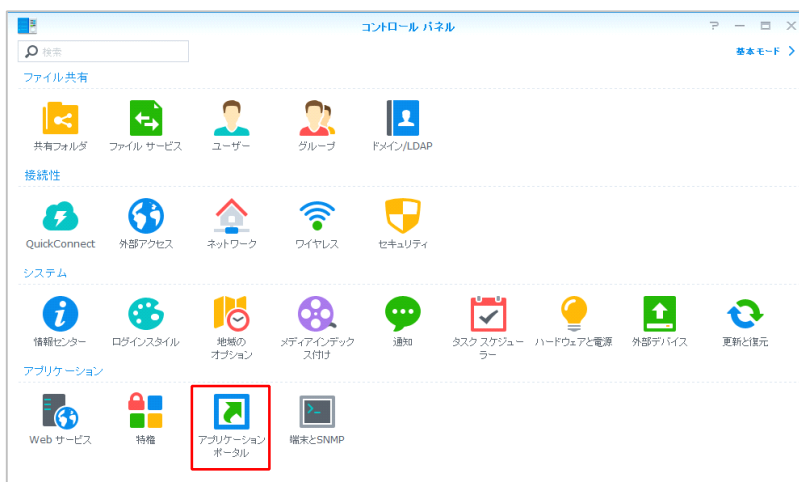 コントロール パネル
検索
基本モード
ファイル共有
共有フォルダ
ファイル サービス
ユーザー
グループ
ドメイン/LDAP
接続性
QuickConnect
外部アクセス
ネットワーク
ワイヤレス
セキュリティ
システム
情報センター
ログインスタイル
地域の
オプション
メディアインデック
ス付け
通知
タスク スケジュー
ラー
ハードウェアと電源
外部デバイス
更新と復元
アプリケーション
Web サービス
特権
アプリケーション
ポータル
端末とSNMP